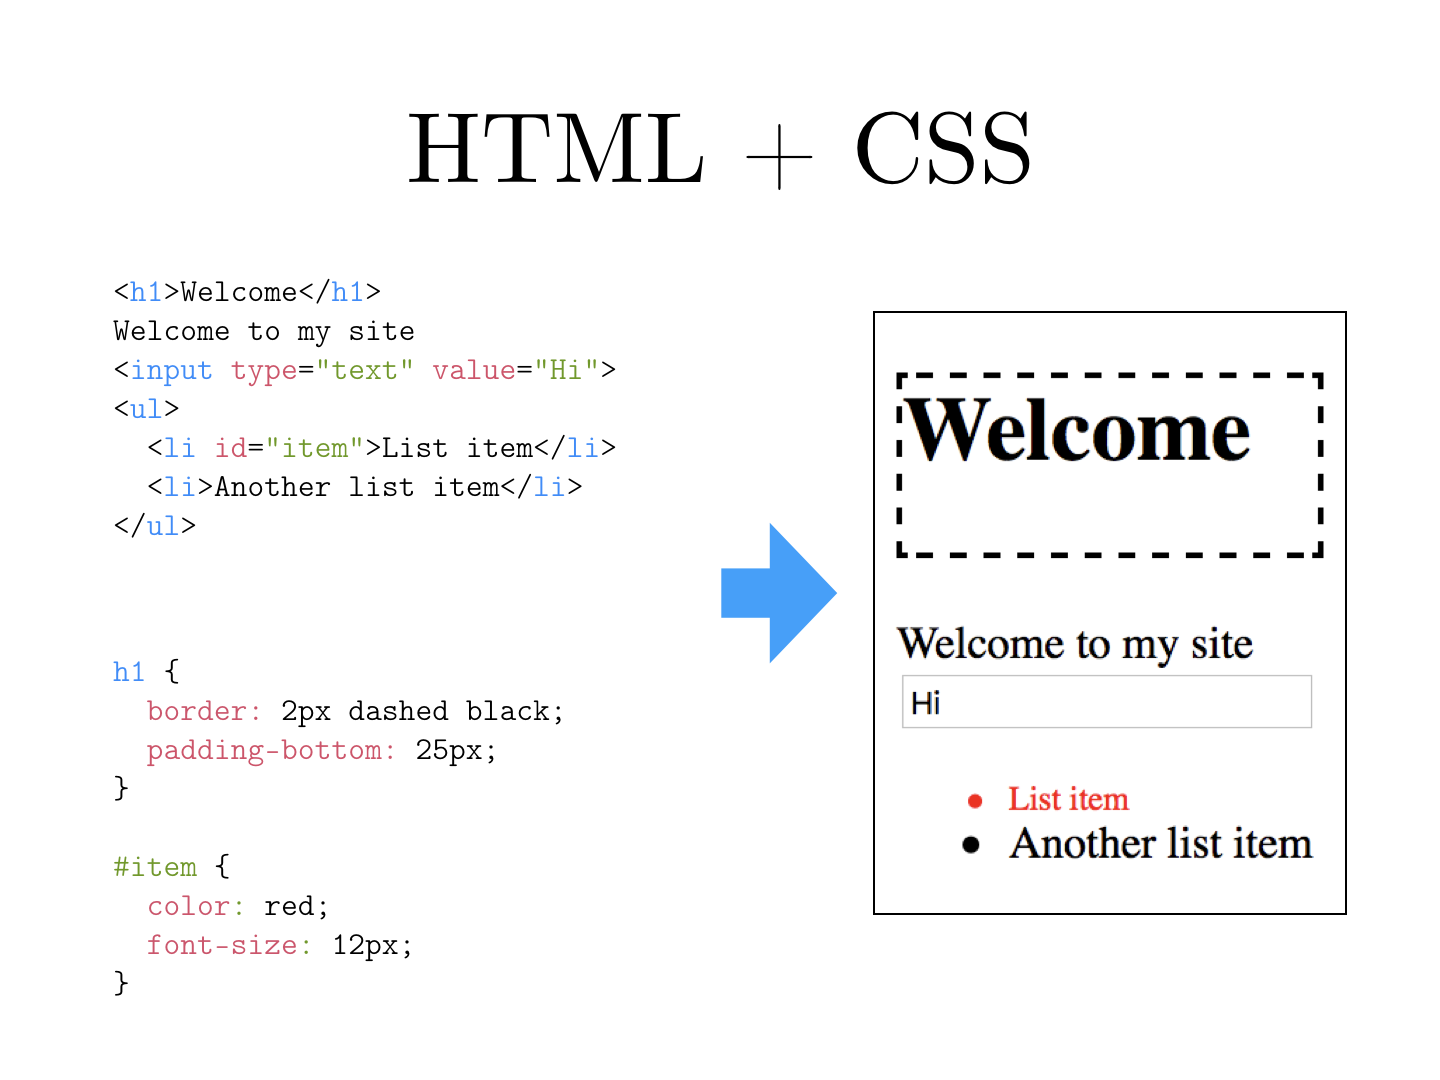 HTML + CSS
<h1>Welcome</h1>
Welcome to my site
<input type="text" value="Hi">
<ul>
  <li id="item">List item</li>
  <li>Another list item</li>
</ul>
h1 {
  border: 2px dashed black;
  padding-bottom: 25px;
}
#item {
  color: red;
  font-size: 12px;
}
Welcome
Welcome to my site
Hi
• List item
• Another list item